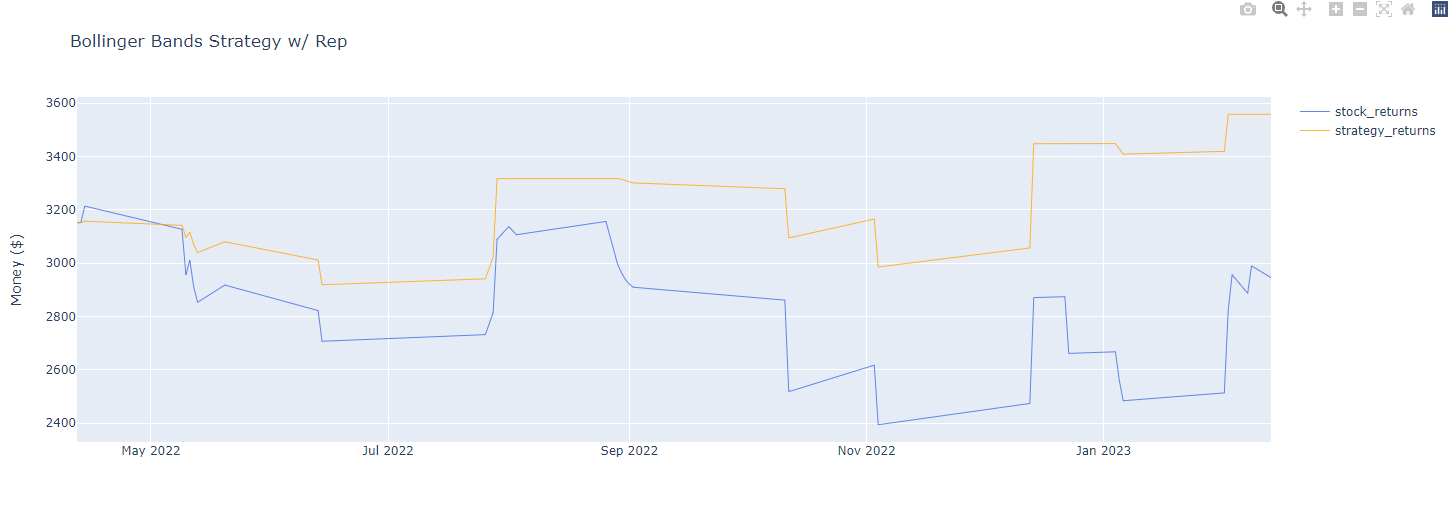 Bollinger Bands Strategy w/ Rep
Money ($)
3600
3400
3200
3000
2800
2600
2400
May 2022
Jul 2022
Sep 2022
Nov 2022
Jan 2023
stock_returns
strategy_returns